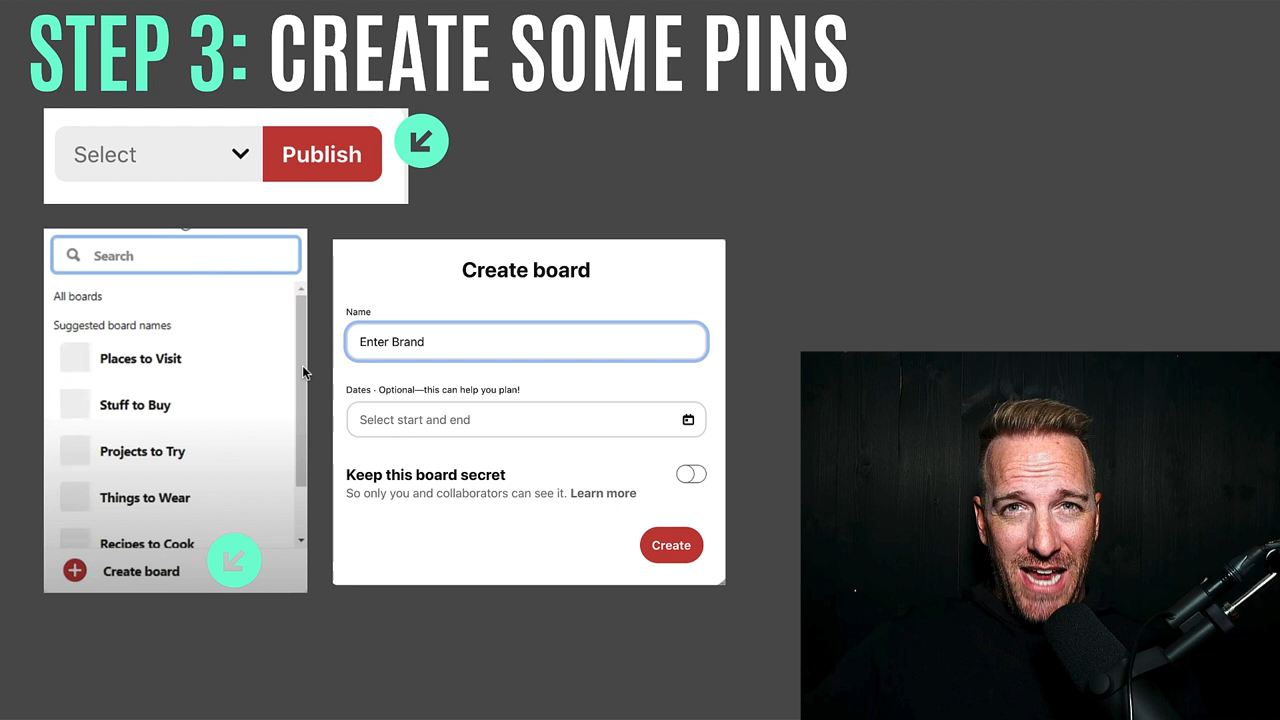 STEP 3: CREATE SOME PINS
Select
Publish
Search
All boards
Suggested board names
Places to Visit
Stuff to Buy
Projects to Try
Things to Wear
Recipes to Cook
Create board
Create board
Name
Enter Brand
Dates · Optional—this can help you plan!
Select start and end
Keep this board secret
So only you and collaborators can see it. Learn more
Create